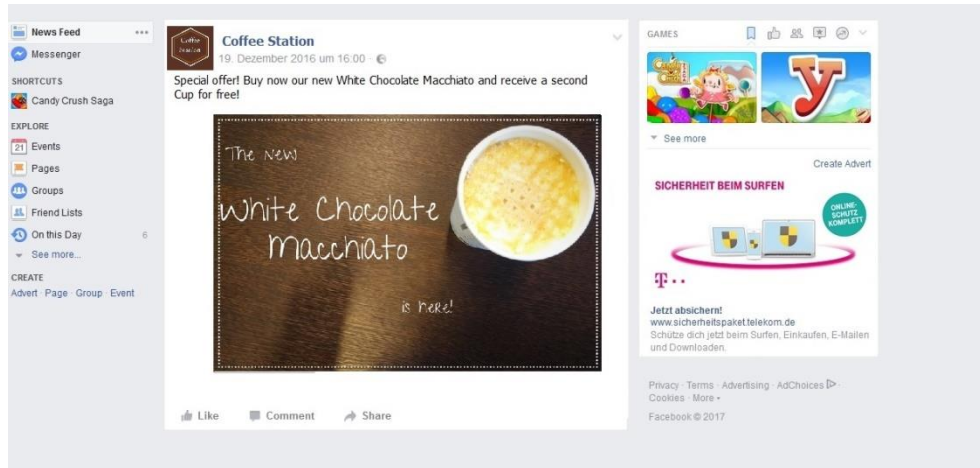 News Feed
Messenger
SHORTCUTS
Candy Crush Saga
EXPLORE
21 Events
Pages
Groups
Friend Lists
On this Day 6
See more...
CREATE
Advert · Page · Group · Event
Coffee Station
Coffee Station
19. Dezember 2016 um 16:00 ·
Special offer! Buy now our new White Chocolate Macchiato and receive a second
Cup for free!
The new
White Chocolate
Macchiato
is here!
Like Comment Share
GAMES
y
See more
Create Advert
SICHERHEIT BEIM SURFEN
ONLINE-
SCHUTZ
KOMPLETT
T · ·
Jetzt absichern!
www.sicherheitspaket.telekom.de
Schütze dich jetzt beim Surfen, Einkaufen, E-Mailen
und Downloaden.
Privacy · Terms · Advertising · AdChoices ·
Cookies · More
Facebook © 2017